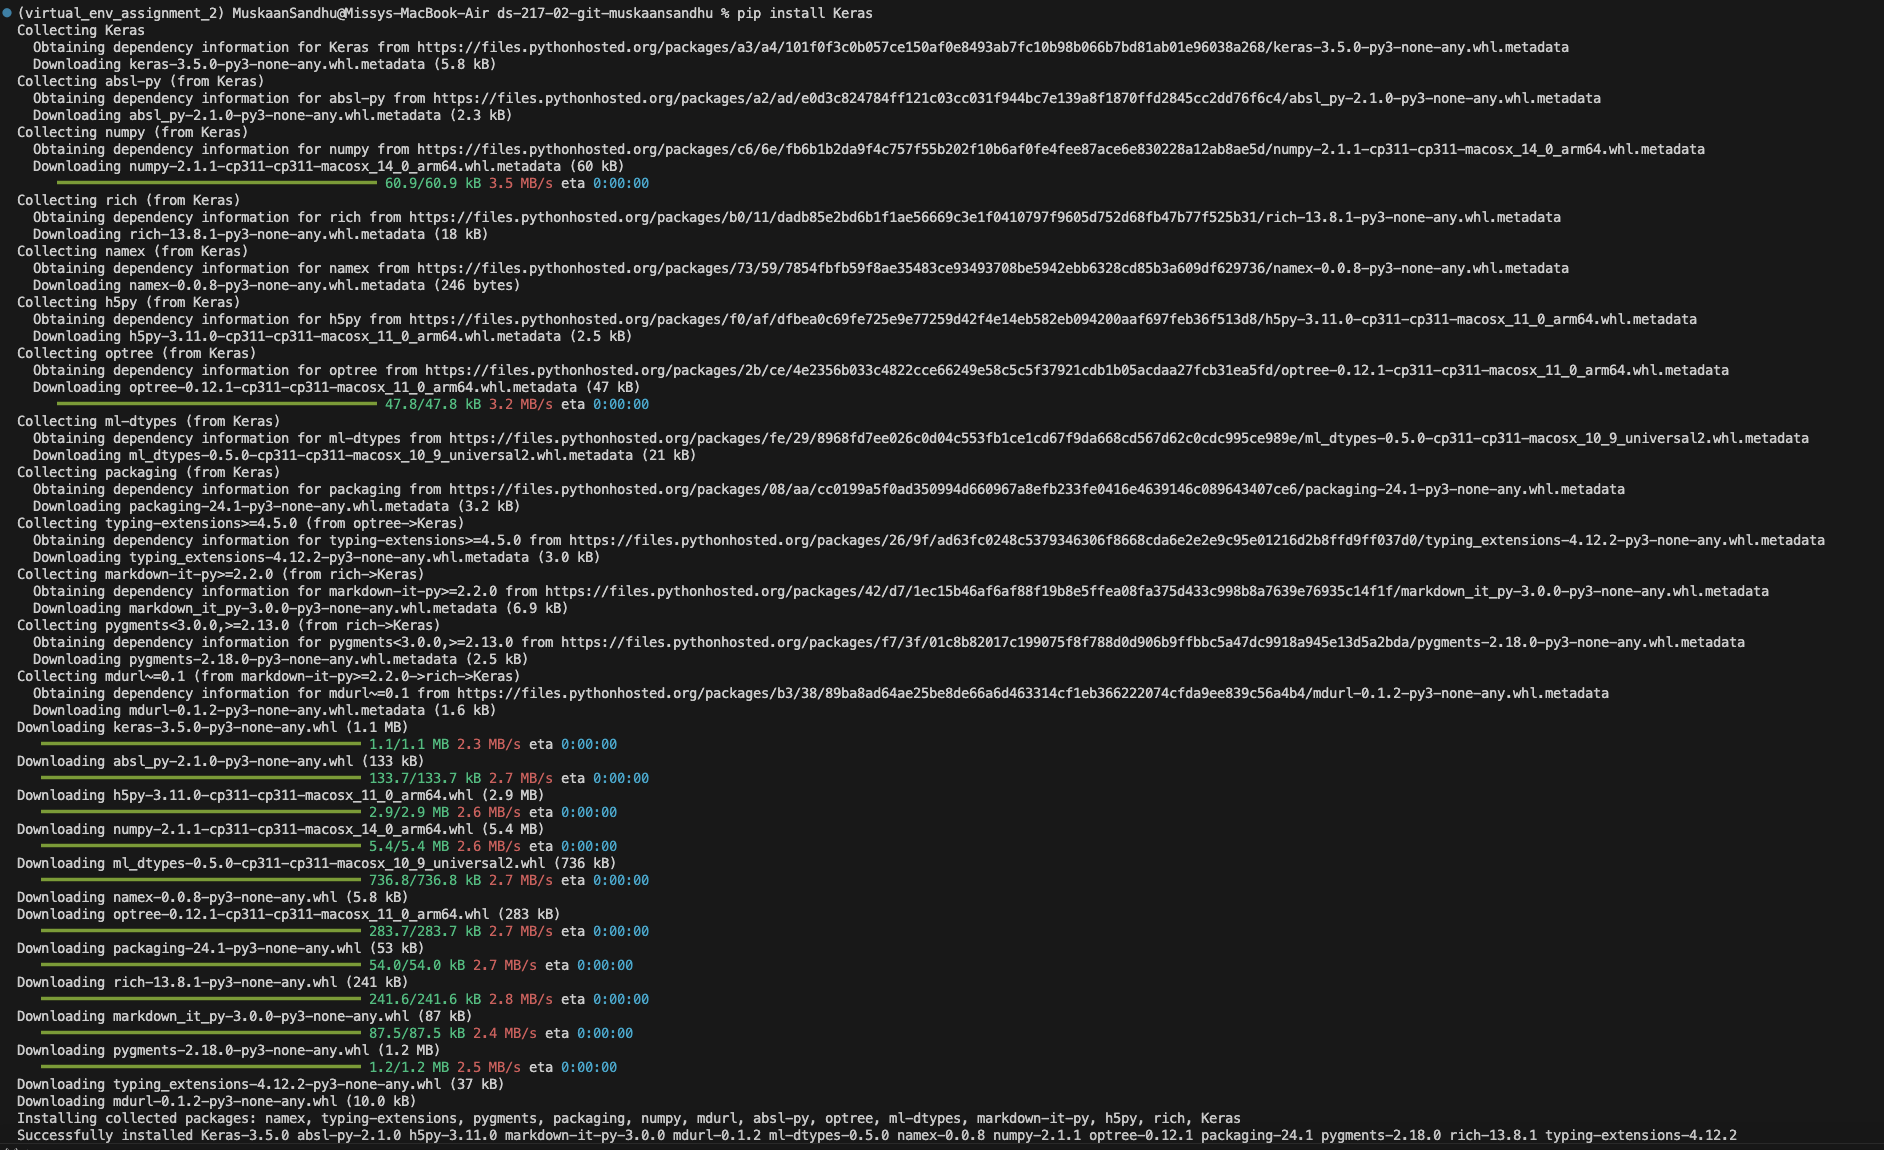 (virtual_env_assignment_2) MuskaanSandhu@Missys-MacBook-Air ds-217-02-git-muskaansandhu % pip install Keras
Collecting Keras
Obtaining dependency information for Keras from https://files.pythonhosted.org/packages/a3/a4/101f0f3c0b057ce150af0e8493ab7fc10b98b066b7bd81ab01e96038a268/keras-3.5.0-py3-none-any.whl.metadata
Downloading keras-3.5.0-py3-none-any.whl.metadata (5.8 kB)
Collecting absl-py (from Keras)
Obtaining dependency information for absl-py from https://files.pythonhosted.org/packages/a2/ad/e0d3c824784ff121c03cc031f944bc7e139a8f1870ffd2845cc2dd76f6c4/absl_py-2.1.0-py3-none-any.whl.metadata
Downloading absl_py-2.1.0-py3-none-any.whl.metadata (2.3 kB)
Collecting numpy (from Keras)
Obtaining dependency information for numpy from https://files.pythonhosted.org/packages/c6/6e/fb6b1b2da9f4c757f55b202f10b6af0fe4fee87ace6e830228a12ab8ae5d/numpy-2.1.1-cp311-cp311-macosx_14_0_arm64.whl.metadata
Downloading numpy-2.1.1-cp311-cp311-macosx_14_0_arm64.whl.metadata (60 kB)
60.9/60.9 kB 3.5 MB/s eta 0:00:00
Collecting rich (from Keras)
Obtaining dependency information for rich from https://files.pythonhosted.org/packages/b0/11/dadb85e2bd6b1f1ae56669c3e1f0410797f9605d752d68fb47b77f525b31/rich-13.8.1-py3-none-any.whl.metadata
Downloading rich-13.8.1-py3-none-any.whl.metadata (18 kB)
Collecting namex (from Keras)
Obtaining dependency information for namex from https://files.pythonhosted.org/packages/73/59/7854fbfb59f8ae35483ce93493708be5942ebb6328cd85b3a609df629736/namex-0.0.8-py3-none-any.whl.metadata
Downloading namex-0.0.8-py3-none-any.whl.metadata (246 bytes)
Collecting h5py (from Keras)
Obtaining dependency information for h5py from https://files.pythonhosted.org/packages/f0/af/dfbea0c69fe725e9e77259d42f4e14eb582eb094200aaf697feb36f513d8/h5py-3.11.0-cp311-cp311-macosx_11_0_arm64.whl.metadata
Downloading h5py-3.11.0-cp311-cp311-macosx_11_0_arm64.whl.metadata (2.5 kB)
Collecting optree (from Keras)
Obtaining dependency information for optree from https://files.pythonhosted.org/packages/2b/ce/4e2356b033c4822cce66249e58c5c5f37921cdb1b05acdaa27fcb31ea5fd/optree-0.12.1-cp311-cp311-macosx_11_0_arm64.whl.metadata
Downloading optree-0.12.1-cp311-cp311-macosx_11_0_arm64.whl.metadata (47 kB)
47.8/47.8 kB 3.2 MB/s eta 0:00:00
Collecting ml-dtypes (from Keras)
Obtaining dependency information for ml-dtypes from https://files.pythonhosted.org/packages/fe/29/8968fd7ee026c0d04c553fb1ce1cd67f9da668cd567d62c0cdc995ce989e/ml_dtypes-0.5.0-cp311-cp311-macosx_10_9_universal2.whl.metadata
Downloading ml_dtypes-0.5.0-cp311-cp311-macosx_10_9_universal2.whl.metadata (21 kB)
Collecting packaging (from Keras)
Obtaining dependency information for packaging from https://files.pythonhosted.org/packages/08/aa/cc0199a5f0ad350994d660967a8efb233fe0416e4639146c089643407ce6/packaging-24.1-py3-none-any.whl.metadata
Downloading packaging-24.1-py3-none-any.whl.metadata (3.2 kB)
Collecting typing-extensions>=4.5.0 (from optree->Keras)
Obtaining dependency information for typing-extensions>=4.5.0 from https://files.pythonhosted.org/packages/26/9f/ad63fc0248c5379346306f8668cda6e2e2e9c95e01216d2b8ffd9ff037d0/typing_extensions-4.12.2-py3-none-any.whl.metadata
Downloading typing_extensions-4.12.2-py3-none-any.whl.metadata (3.0 kB)
Collecting markdown-it-py>=2.2.0 (from rich->Keras)
Obtaining dependency information for markdown-it-py>=2.2.0 from https://files.pythonhosted.org/packages/42/d7/1ec15b46af6af88f19b8e5ffea08fa375d433c998b8a7639e76935c14f1f/markdown_it_py-3.0.0-py3-none-any.whl.metadata
Downloading markdown_it_py-3.0.0-py3-none-any.whl.metadata (6.9 kB)
Collecting pygments<3.0.0,>=2.13.0 (from rich->Keras)
Obtaining dependency information for pygments<3.0.0,>=2.13.0 from https://files.pythonhosted.org/packages/f7/3f/01c8b82017c199075f8f788d0d906b9ffbbc5a47dc9918a945e13d5a2bda/pygments-2.18.0-py3-none-any.whl.metadata
Downloading pygments-2.18.0-py3-none-any.whl.metadata (2.5 kB)
Collecting mdurl~=0.1 (from markdown-it-py>=2.2.0->rich->Keras)
Obtaining dependency information for mdurl~=0.1 from https://files.pythonhosted.org/packages/b3/38/89ba8ad64ae25be8de66a6d463314cf1eb366222074cfda9ee839c56a4b4/mdurl-0.1.2-py3-none-any.whl.metadata
Downloading mdurl-0.1.2-py3-none-any.whl.metadata (1.6 kB)
Downloading keras-3.5.0-py3-none-any.whl (1.1 MB)
1.1/1.1 MB 2.3 MB/s eta 0:00:00
Downloading absl_py-2.1.0-py3-none-any.whl (133 kB)
133.7/133.7 kB 2.7 MB/s eta 0:00:00
Downloading h5py-3.11.0-cp311-cp311-macosx_11_0_arm64.whl (2.9 MB)
2.9/2.9 MB 2.6 MB/s eta 0:00:00
Downloading numpy-2.1.1-cp311-cp311-macosx_14_0_arm64.whl (5.4 MB)
5.4/5.4 MB 2.6 MB/s eta 0:00:00
Downloading ml_dtypes-0.5.0-cp311-cp311-macosx_10_9_universal2.whl (736 kB)
736.8/736.8 kB 2.7 MB/s eta 0:00:00
Downloading namex-0.0.8-py3-none-any.whl (5.8 kB)
Downloading optree-0.12.1-cp311-cp311-macosx_11_0_arm64.whl (283 kB)
283.7/283.7 kB 2.7 MB/s eta 0:00:00
Downloading packaging-24.1-py3-none-any.whl (53 kB)
54.0/54.0 kB 2.7 MB/s eta 0:00:00
Downloading rich-13.8.1-py3-none-any.whl (241 kB)
241.6/241.6 kB 2.8 MB/s eta 0:00:00
Downloading markdown_it_py-3.0.0-py3-none-any.whl (87 kB)
87.5/87.5 kB 2.4 MB/s eta 0:00:00
Downloading pygments-2.18.0-py3-none-any.whl (1.2 MB)
1.2/1.2 MB 2.5 MB/s eta 0:00:00
Downloading typing_extensions-4.12.2-py3-none-any.whl (37 kB)
Downloading mdurl-0.1.2-py3-none-any.whl (10.0 kB)
Installing collected packages: namex, typing-extensions, pygments, packaging, numpy, mdurl, absl-py, optree, ml-dtypes, markdown-it-py, h5py, rich, Keras
Successfully installed Keras-3.5.0 absl-py-2.1.0 h5py-3.11.0 markdown-it-py-3.0.0 mdurl-0.1.2 ml-dtypes-0.5.0 namex-0.0.8 numpy-2.1.1 optree-0.12.1 packaging-24.1 pygments-2.18.0 rich-13.8.1 typing-extensions-4.12.2